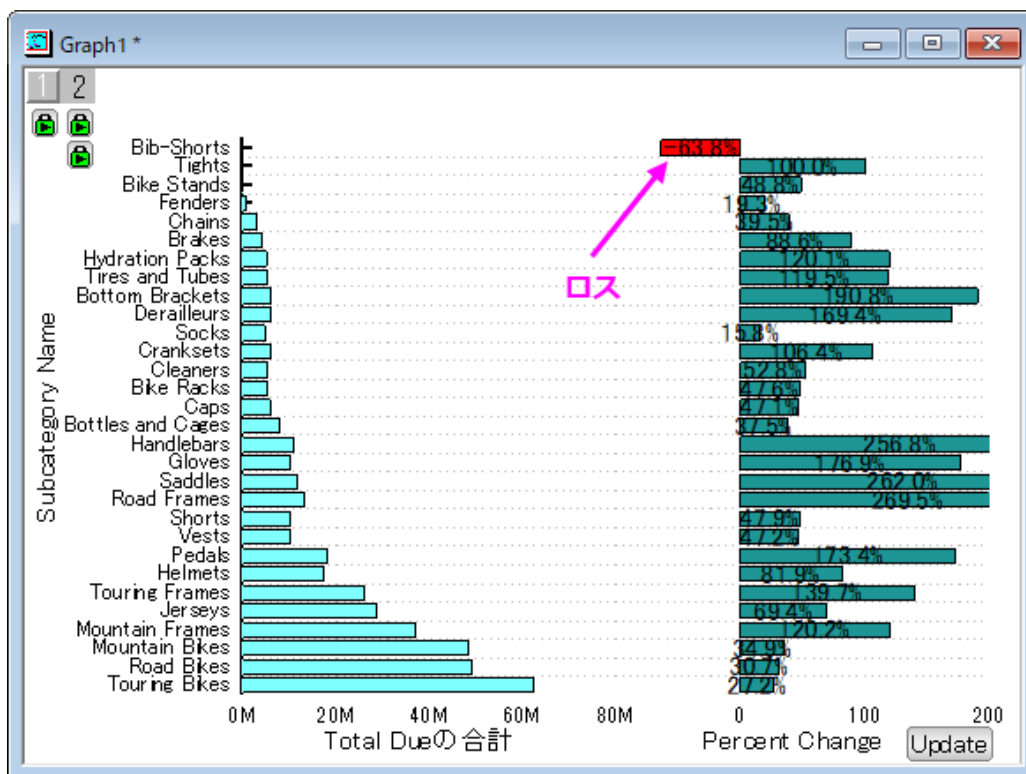 Graph1 *
1 2
Subcategory Name
Bib-Shorts -63.8%
Tights 100.0%
Bike Stands 48.8%
Fenders 19.3%
Chains 39.5%
Brakes 88.6%
Hydration Packs 120.1%
Tires and Tubes 119.5%
Bottom Brackets 190.8%
Derailleurs 169.4%
Socks 15.8%
Cranksets 106.4%
Cleaners 52.8%
Bike Racks 47.6%
Caps 47.1%
Bottles and Cages 37.5%
Handlebars 256.8%
Gloves 176.9%
Saddles 262.0%
Road Frames 269.5%
Shorts 47.9%
Vests 47.2%
Pedals 173.4%
Helmets 81.9%
Touring Frames 139.7%
Jerseys 69.4%
Mountain Frames 120.2%
Mountain Bikes 34.9%
Road Bikes 30.7%
Touring Bikes 27.2%
ロス
0M 20M 40M 60M 80M 0 100 200
Total Dueの合計 Percent Change Update